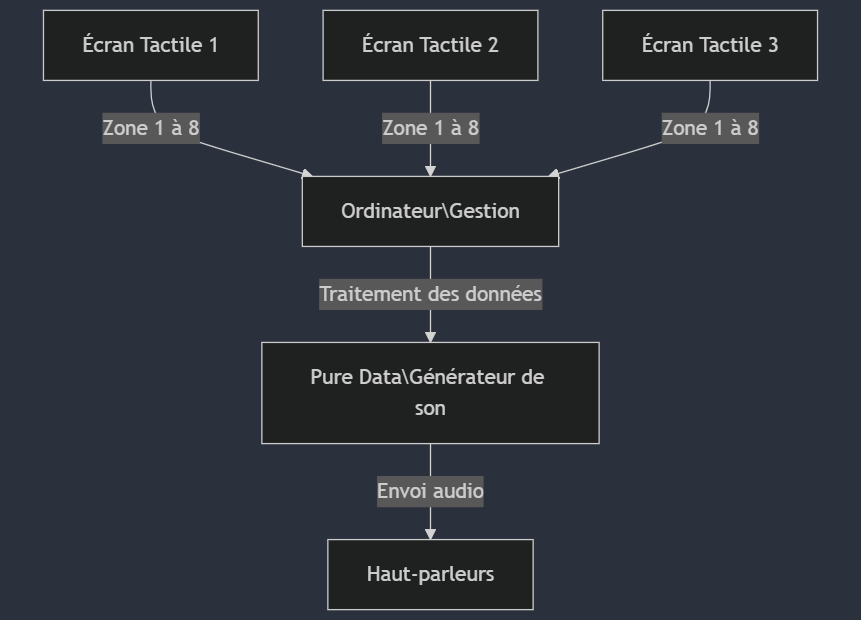 Écran Tactile 1
Écran Tactile 2
Écran Tactile 3
Zone 1 à 8
Zone 1 à 8
Zone 1 à 8
Ordinateur\Gestion
Traitement des données
Pure Data\Générateur de
son
Envoi audio
Haut-parleurs